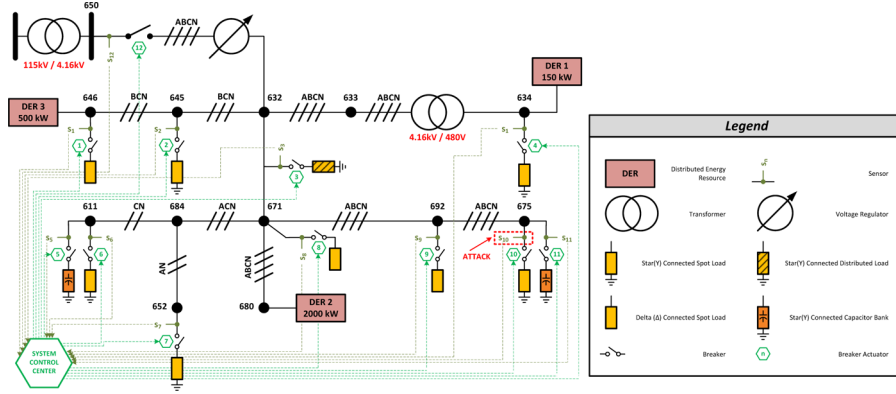 650
ABCN
S12
12
115kV / 4.16kV
DER 1
150 kW
DER 3
500 kW
646
BCN
645
BCN
632
ABCN
633
ABCN
634
4.16kV / 480V
S1
S2
S3
S1
1
2
3
4
611
CN
684
ACN
671
ABCN
692
ABCN
675
S5
S6
S8
S9
S10
S11
5
6
8
9
10
11
ATTACK
AN
ABCN
652
680
DER 2
2000 kW
S7
7
SYSTEM
CONTROL
CENTER
Legend
DER
Distributed Energy
Resource
Sn
Sensor
Transformer
Voltage Regulator
Star(Y) Connected Spot Load
Star(Y) Connected Distributed Load
Delta (Δ) Connected Spot Load
Star(Y) Connected Capacitor Bank
Breaker
n
Breaker Actuator